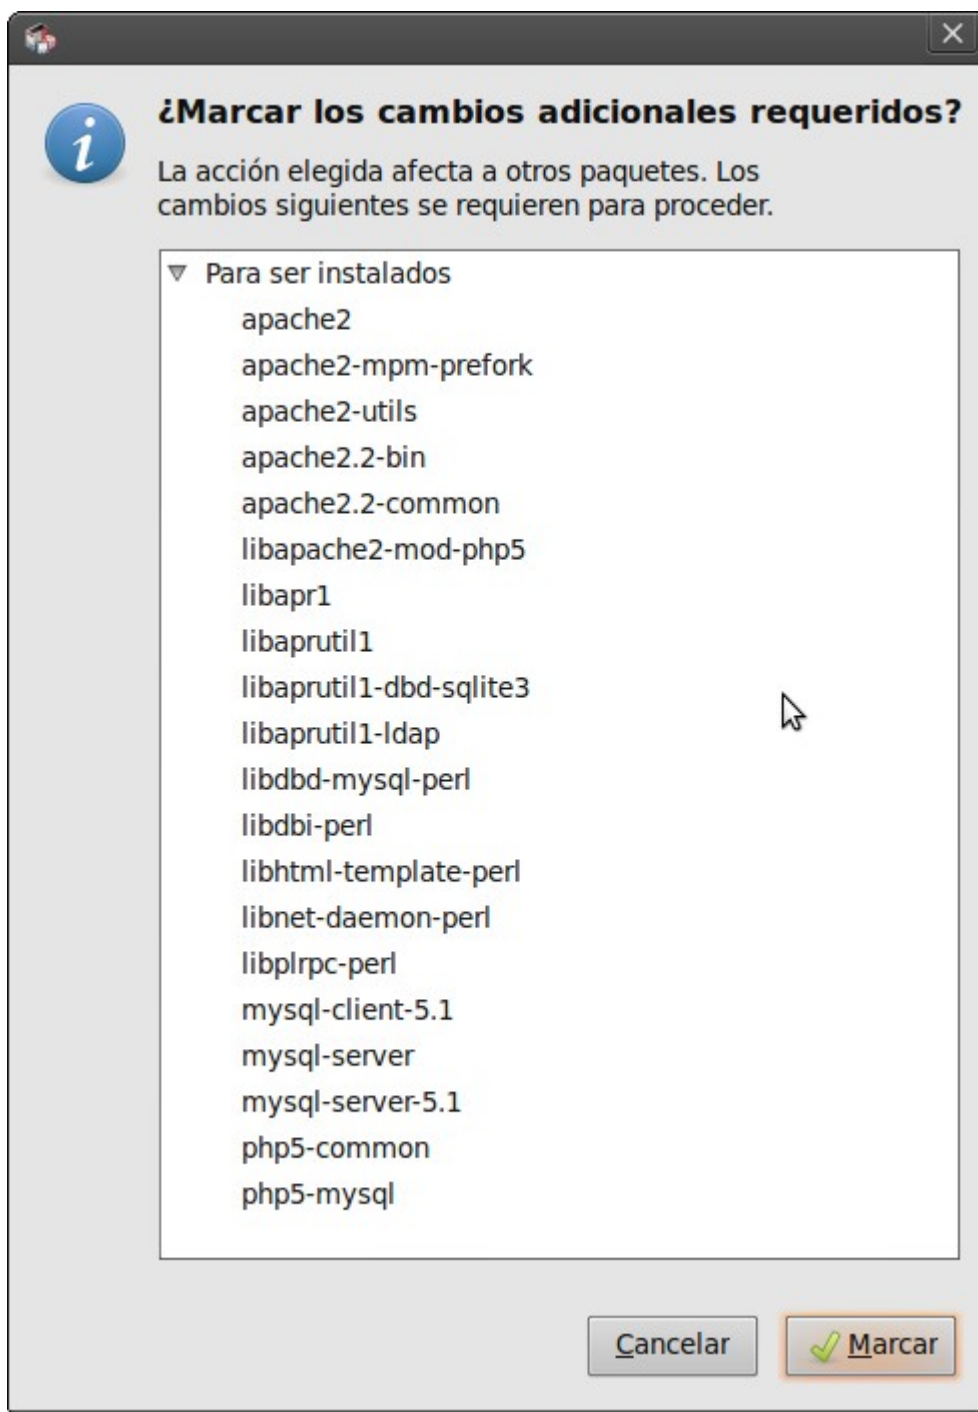 ¿Marcar los cambios adicionales requeridos?
La acción elegida afecta a otros paquetes. Los
cambios siguientes se requieren para proceder.
Para ser instalados
apache2
apache2-mpm-prefork
apache2-utils
apache2.2-bin
apache2.2-common
libapache2-mod-php5
libapr1
libaprutil1
libaprutil1-dbd-sqlite3
libaprutil1-ldap
libdbd-mysql-perl
libdbi-perl
libhtml-template-perl
libnet-daemon-perl
libplrpc-perl
mysql-client-5.1
mysql-server
mysql-server-5.1
php5-common
php5-mysql
Cancelar
Marcar